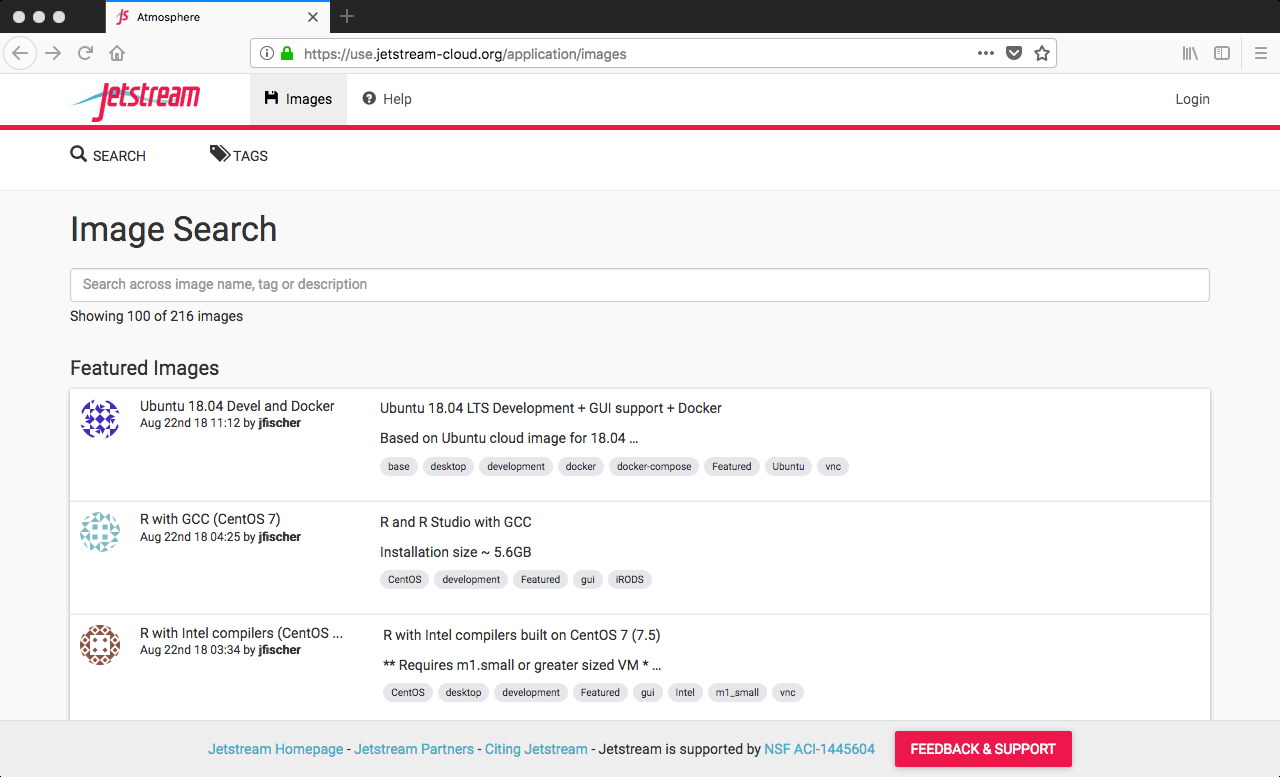 Atmosphere
https://use.jetstream-cloud.org/application/images
Jetstream
Images
Help
Login
SEARCH
TAGS
Image Search
Search across image name, tag or description
Showing 100 of 216 images
Featured Images
Ubuntu 18.04 Devel and Docker
Aug 22nd 18 11:12 by jfischer
Ubuntu 18.04 LTS Development + GUI support + Docker
Based on Ubuntu cloud image for 18.04 ...
base desktop development docker docker-compose Featured Ubuntu vnc
R with GCC (CentOS 7)
Aug 22nd 18 04:25 by jfischer
R and R Studio with GCC
Installation size ~ 5.6GB
CentOS development Featured gui iRODS
R with Intel compilers (CentOS ...
Aug 22nd 18 03:34 by jfischer
R with Intel compilers built on CentOS 7 (7.5)
** Requires m1.small or greater sized VM * ...
CentOS desktop development Featured gui Intel m1_small vnc
Jetstream Homepage - Jetstream Partners - Citing Jetstream - Jetstream is supported by NSF ACI-1445604
FEEDBACK & SUPPORT